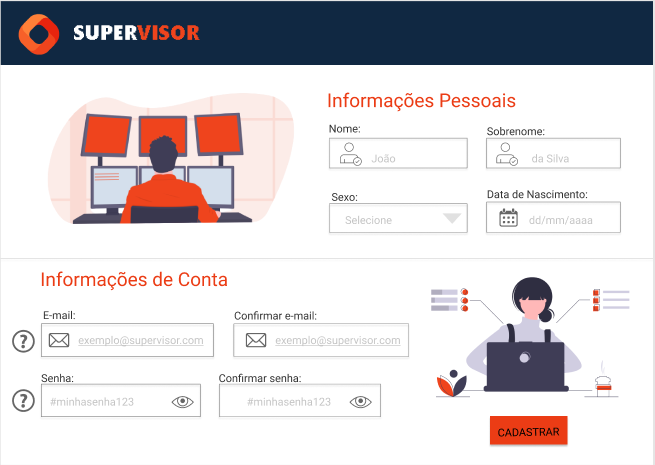 SUPERVISOR
Informações Pessoais
Nome:
Sobrenome:
João
da Silva
Sexo:
Data de Nascimento:
Selecione
dd/mm/aaaa
Informações de Conta
E-mail:
Confirmar e-mail:
?
exemplo@supervisor.com
exemplo@supervisor.com
Senha:
Confirmar senha:
?
#minhasenha123
#minhasenha123
CADASTRAR